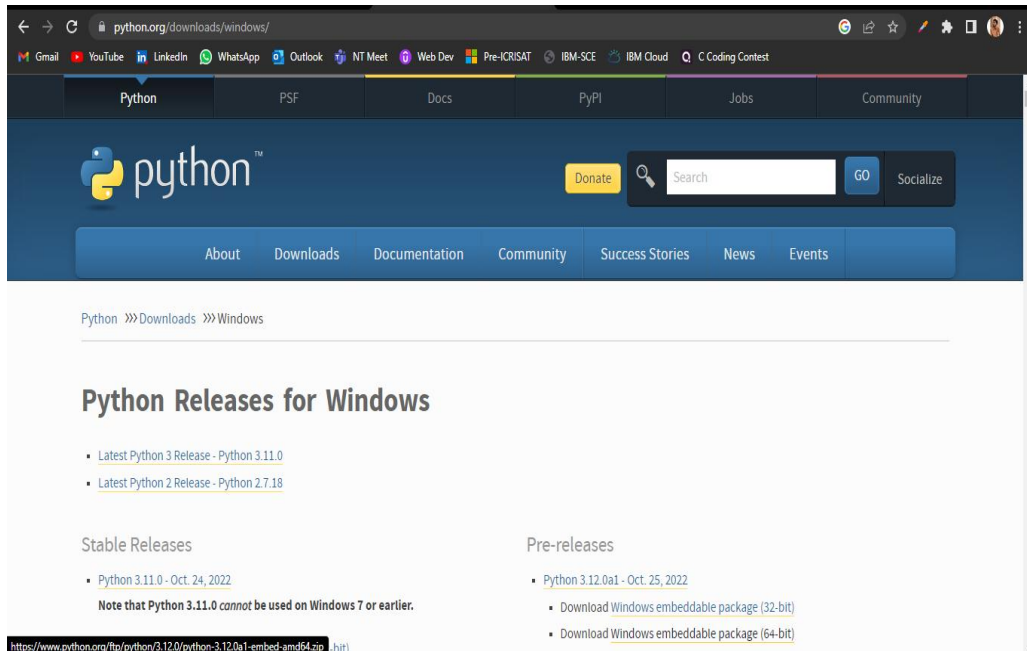 python.org/downloads/windows/
Gmail YouTube LinkedIn WhatsApp Outlook NT Meet Web Dev Pre-ICRISAT IBM-SCE IBM Cloud C Coding Contest
Python PSF Docs PyPI Jobs Community
python™
Donate Search GO Socialize
About Downloads Documentation Community Success Stories News Events
Python >>> Downloads >>> Windows
Python Releases for Windows
Latest Python 3 Release - Python 3.11.0
Latest Python 2 Release - Python 2.7.18
Stable Releases
Python 3.11.0 - Oct. 24, 2022
Note that Python 3.11.0 cannot be used on Windows 7 or earlier.
Pre-releases
Python 3.12.0a1 - Oct. 25, 2022
Download Windows embeddable package (32-bit)
Download Windows embeddable package (64-bit)
https://www.python.org/ftp/python/3.12.0/python-3.12.0a1-embed-amd64.zip -bit)